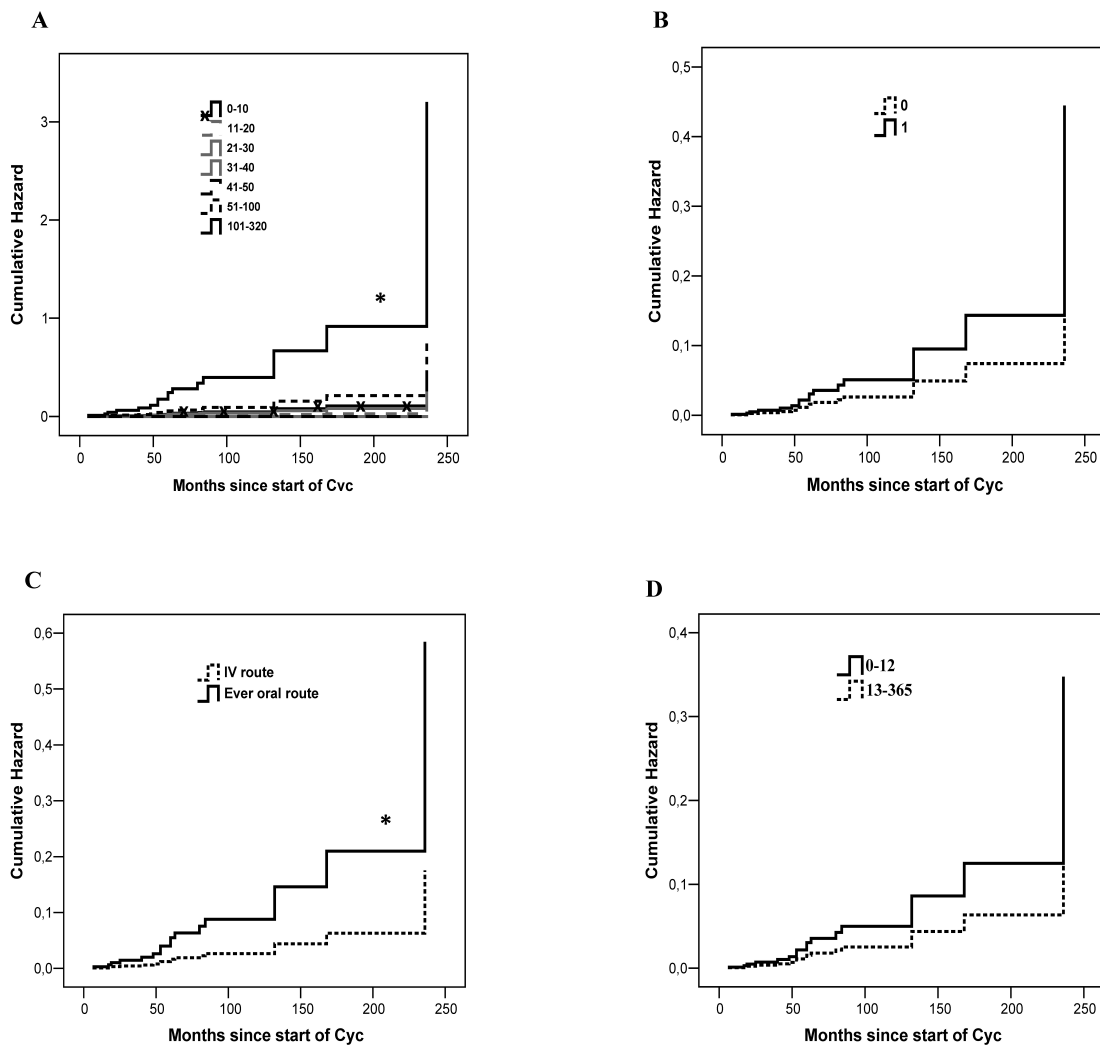 A
Cumulative Hazard
3
2
1
0
0-10
11-20
21-30
31-40
41-50
51-100
101-320
*
0 50 100 150 200 250
Months since start of Cvc
B
Cumulative Hazard
0,5
0,4
0,3
0,2
0,1
0,0
0
1
0 50 100 150 200 250
Months since start of Cyc
C
Cumulative Hazard
0,6
0,5
0,4
0,3
0,2
0,1
0,0
IV route
Ever oral route
*
0 50 100 150 200 250
Months since start of Cyc
D
Cumulative Hazard
0,4
0,3
0,2
0,1
0,0
0-12
13-365
0 50 100 150 200 250
Months since start of Cyc